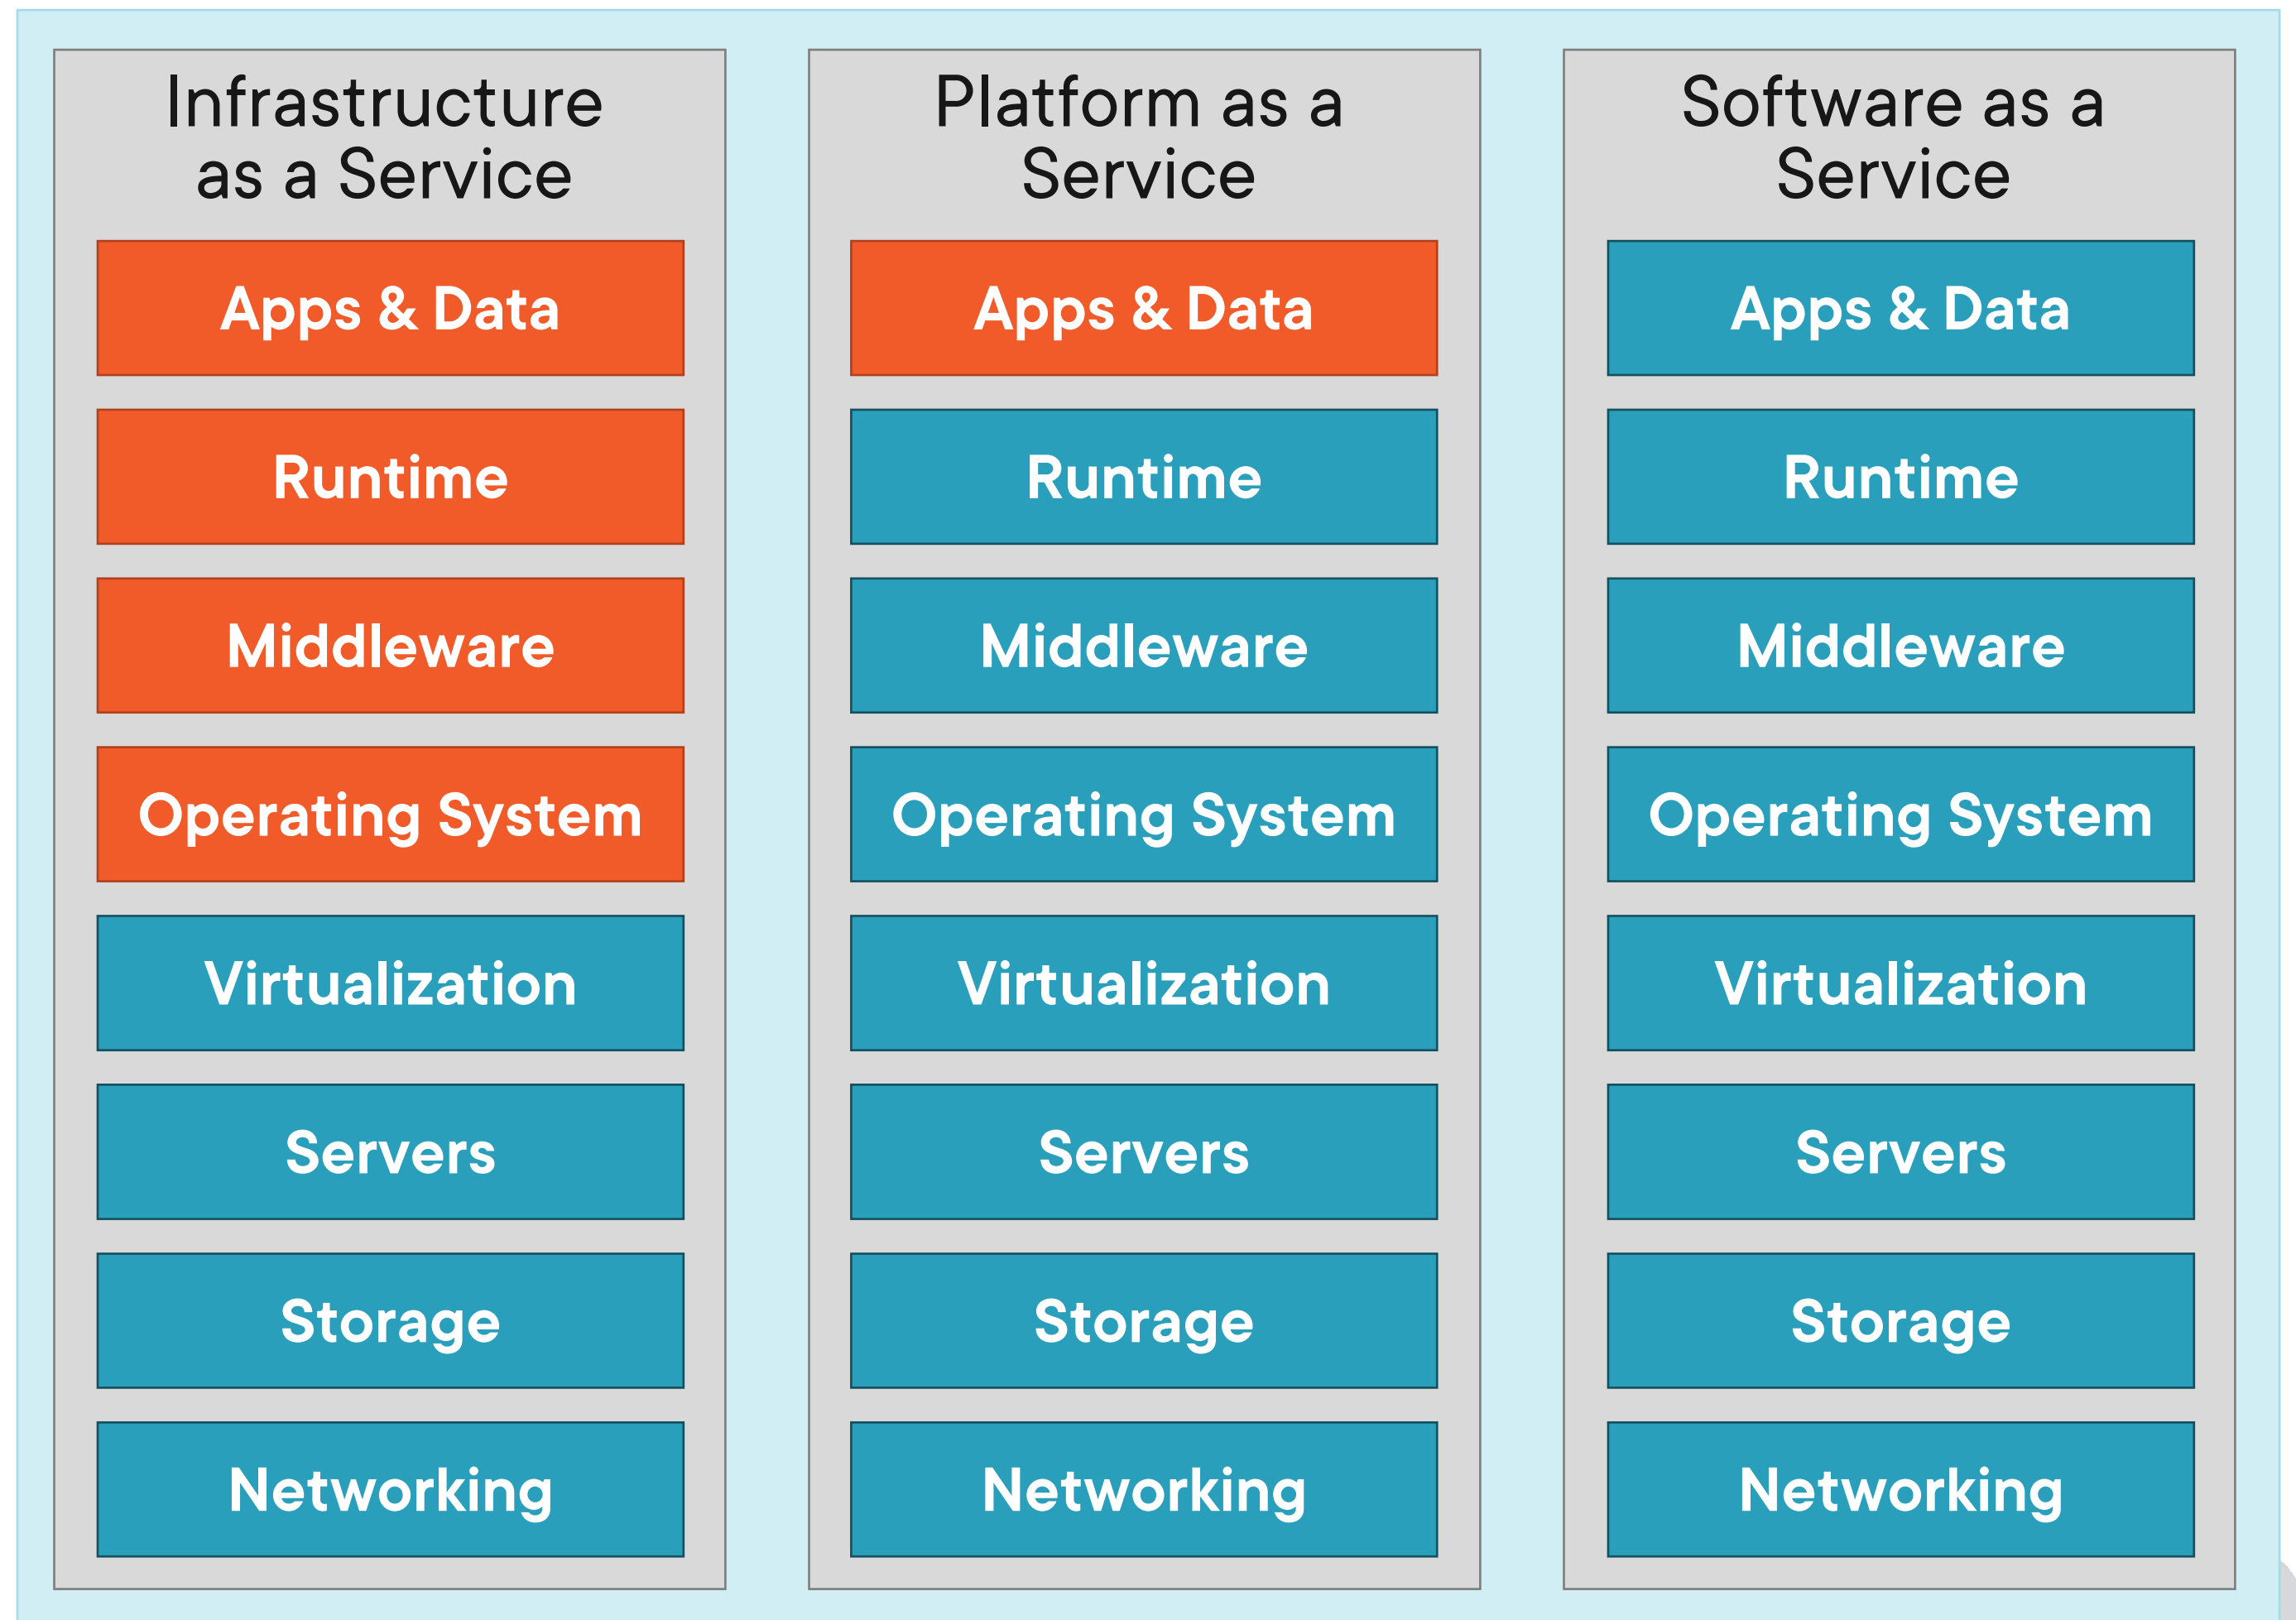 Infrastructure
as a Service
Apps & Data
Runtime
Middleware
Operating System
Virtualization
Servers
Storage
Networking
Platform as a
Service
Apps & Data
Runtime
Middleware
Operating System
Virtualization
Servers
Storage
Networking
Software as a
Service
Apps & Data
Runtime
Middleware
Operating System
Virtualization
Servers
Storage
Networking